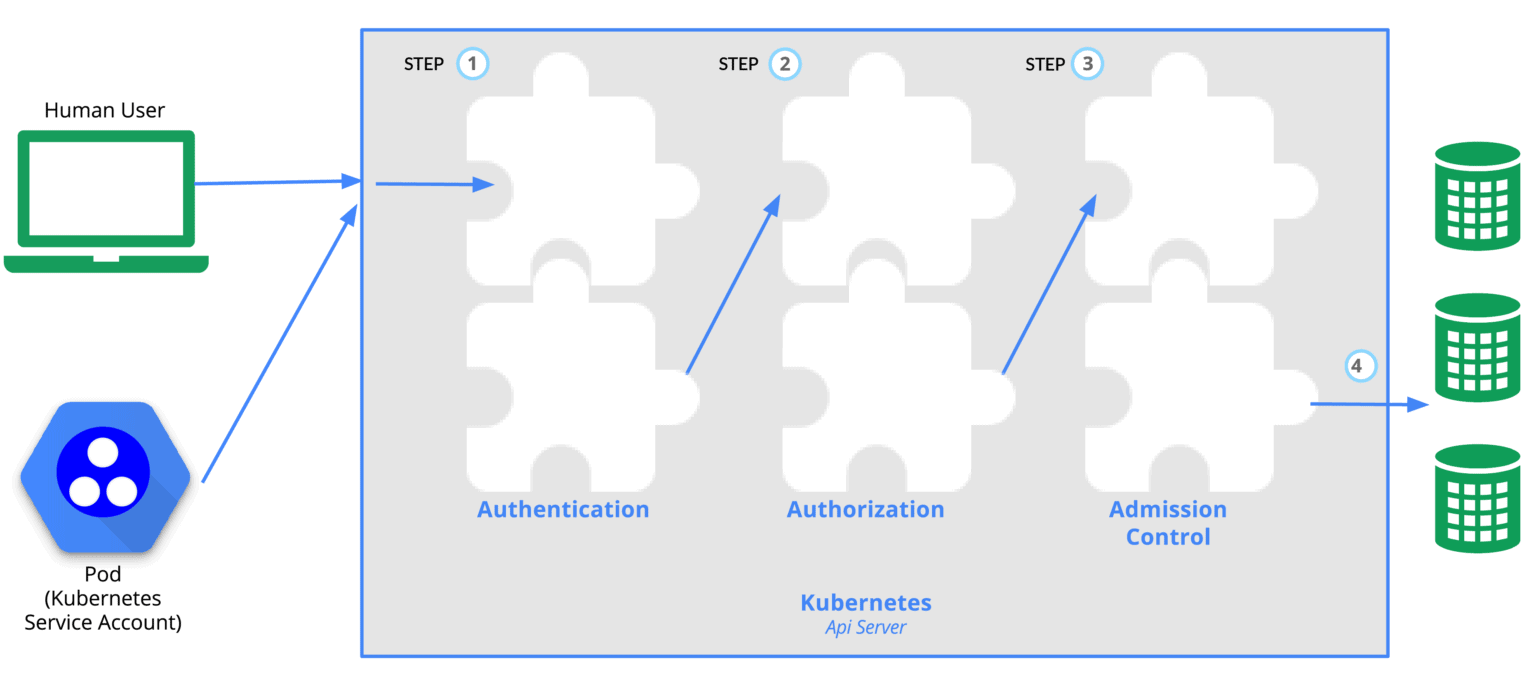 STEP 1
STEP 2
STEP 3
Human User
4
Authentication
Authorization
Admission
Control
Pod
(Kubernetes
Service Account)
Kubernetes
Api Server